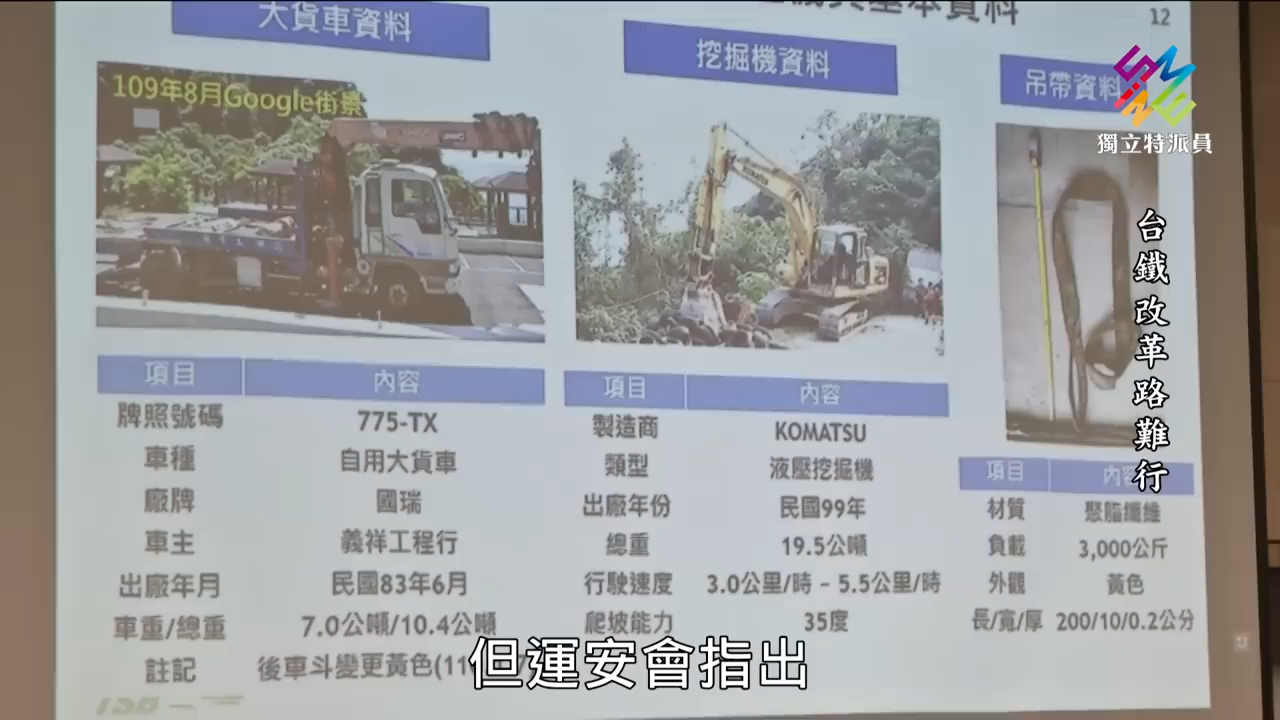 大貨車資料
基本資料
12
挖掘機資料
吊帶資料
獨立特派員
109年8月Google街景
KOMATSU
台鐵改革路難行
項目 內容
牌照號碼 775-TX
車種 自用大貨車
廠牌 國瑞
車主 義祥工程行
出廠年月 民國83年6月
車重/總重 7.0公噸/10.4公噸
註記 後車斗變更黃色(11
項目 內容
製造商 KOMATSU
類型 液壓挖掘機
出廠年份 民國99年
總重 19.5公噸
行駛速度 3.0公里/時 ~ 5.5公里/時
爬坡能力 35度
項目 內容
材質 聚脂纖維
負載 3,000公斤
外觀 黃色
長/寬/厚 200/10/0.2公分
但運安會指出